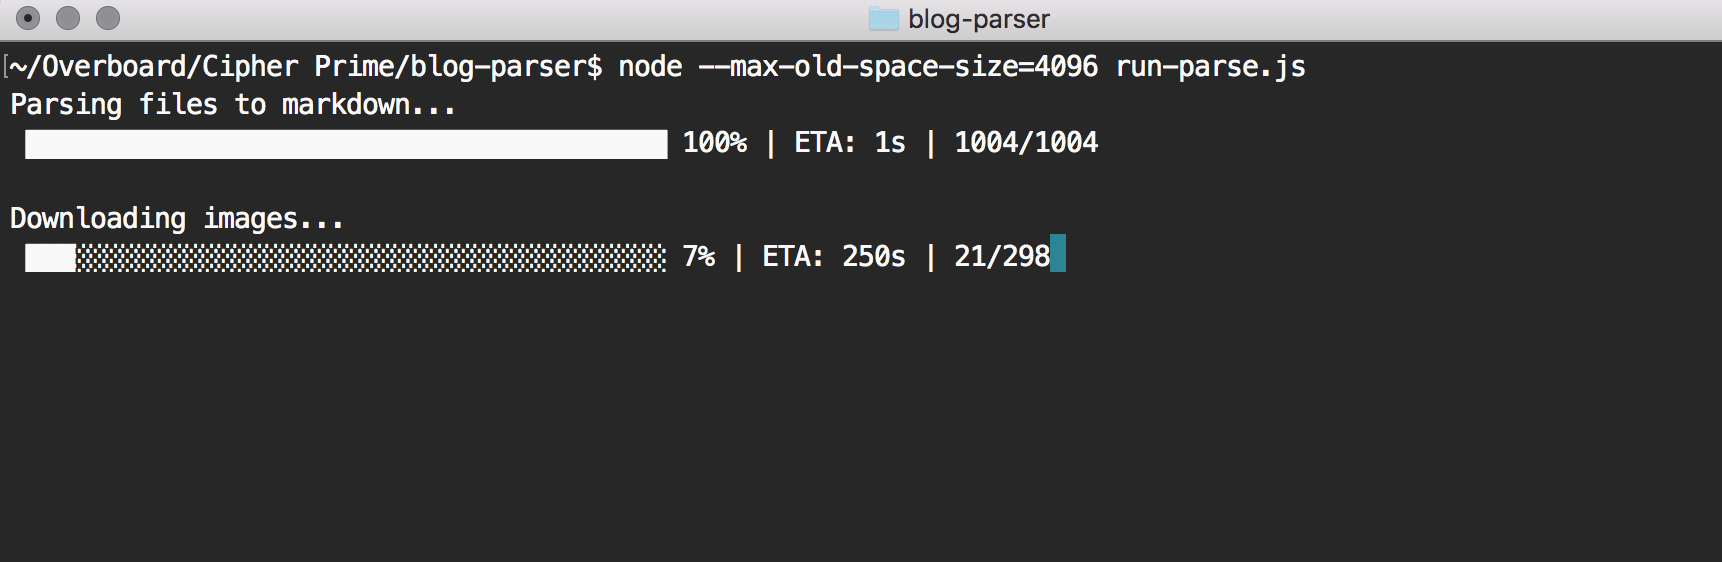 blog-parser
[~/Overboard/Cipher Prime/blog-parser$ node --max-old-space-size=4096 run-parse.js
Parsing files to markdown...
100% | ETA: 1s | 1004/1004
Downloading images...
7% | ETA: 250s | 21/298